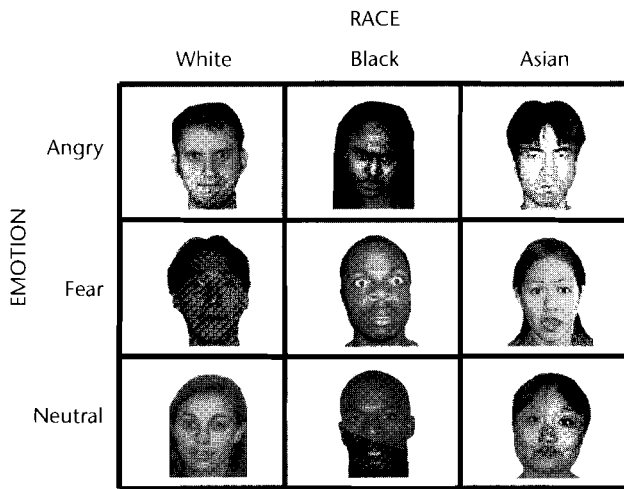 RACE
White Black Asian
Angry
EMOTION
Fear
Neutral